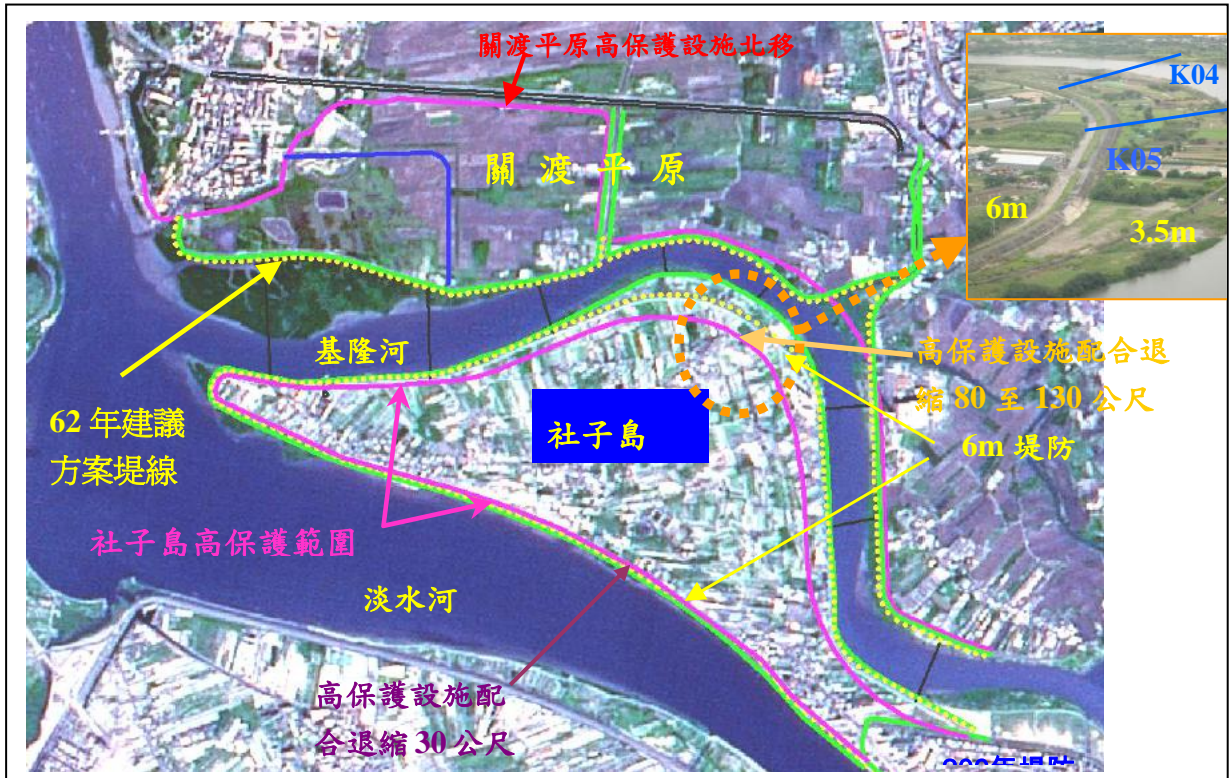 關渡平原高保護設施北移
K04
K05
6m
3.5m
關渡平原
基隆河
高保護設施配合退
縮 80 至 130 公尺
62 年建議
方案堤線
社子島
6m 堤防
社子島高保護範圍
淡水河
高保護設施配
合退縮 30 公尺